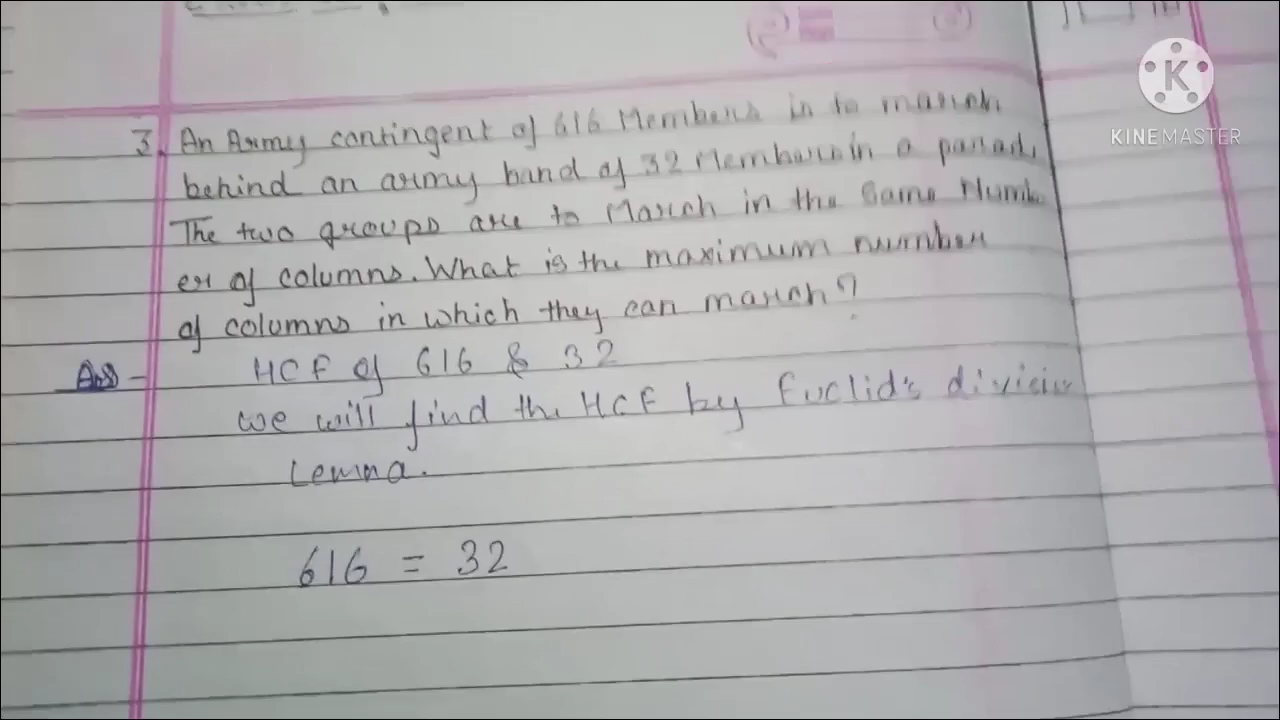 KINEMASTER
3. An Army contingent of 616 Members in to march
behind an army band of 32 Members in a parad
The two groups are to March in the Same Numb
er of columns. What is the maximum number
of columns in which they can march?
Ans - HCF of 616 & 32
we will find the HCF by Euclid's division
Lemma.
616 = 32